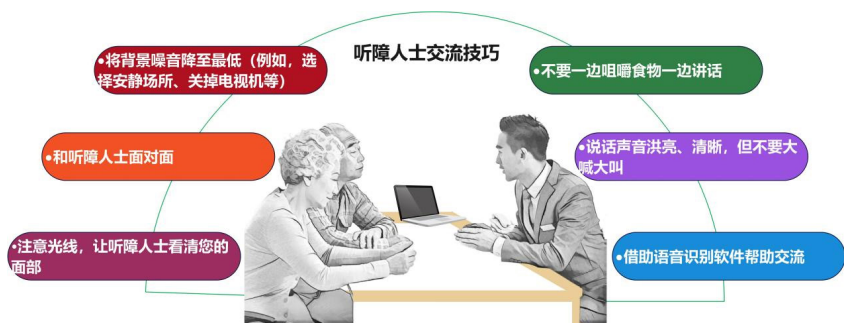 听障人士交流技巧
•将背景噪音降至最低（例如，选
择安静场所、关掉电视机等）
•和听障人士面对面
•注意光线，让听障人士看清您的
面部
•不要一边咀嚼食物一边讲话
•说话声音洪亮、清晰，但不要大
喊大叫
•借助语音识别软件帮助交流